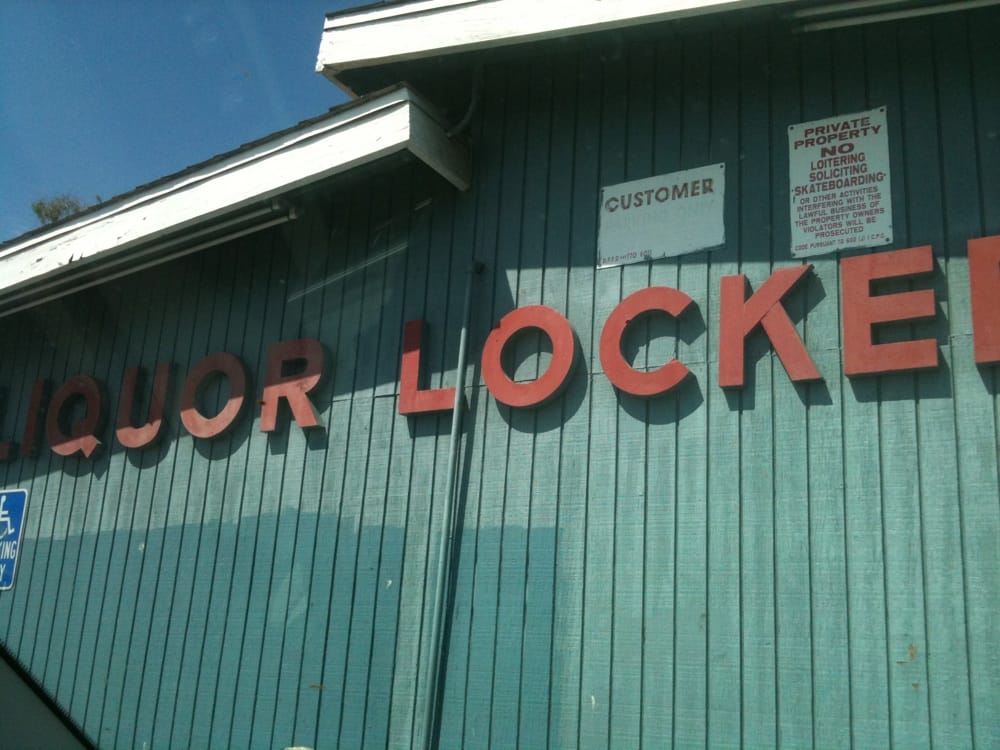 PRIVATE
PROPERTY
NO
LOITERING
SOLICITING
SKATEBOARDING
OR OTHER ACTIVITIES
INTERFERING WITH THE
LAWFUL BUSINESS OF
THE PROPERTY OWNERS
VIOLATORS WILL BE
PROSECUTED
CUSTOMER
LIQUOR LOCKE